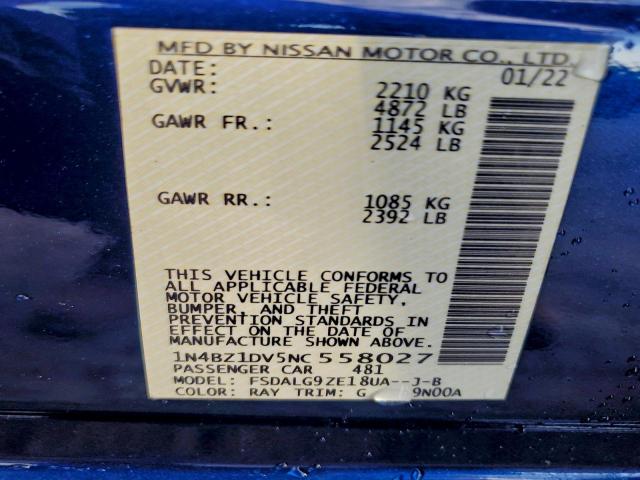 MFD BY NISSAN MOTOR CO., LTD.
DATE: 01/22
GVWR: 2210 KG
4872 LB
GAWR FR.: 1145 KG
2524 LB
GAWR RR.: 1085 KG
2392 LB
THIS VEHICLE CONFORMS TO
ALL APPLICABLE FEDERAL
MOTOR VEHICLE SAFETY,
BUMPER, AND THEFT
PREVENTION STANDARDS IN
EFFECT ON THE DATE OF
MANUFACTURE SHOWN ABOVE.
1N4BZ1DV5NC 558027
PASSENGER CAR 481
MODEL: FSDALG9ZE18UA--J-B
COLOR: RAY TRIM: G 9N00A